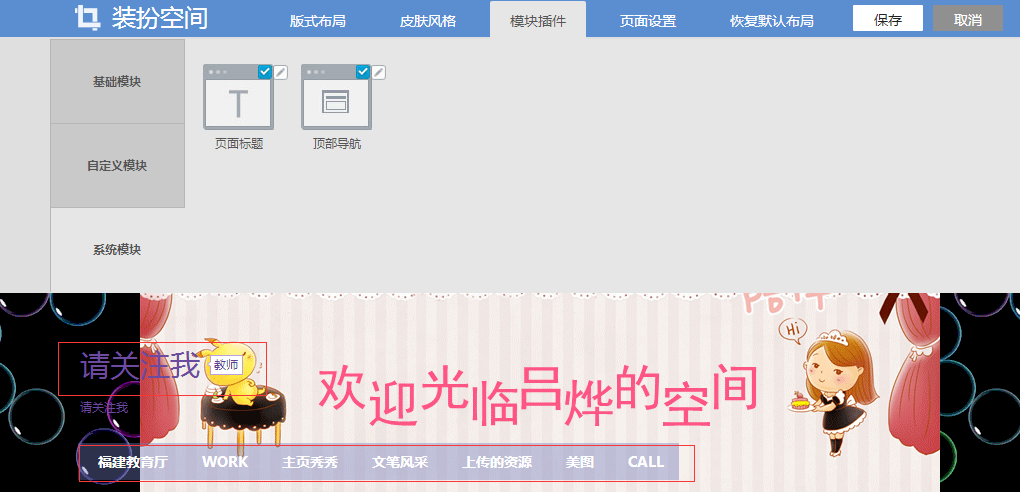 装扮空间 版式布局 皮肤风格 模块插件 页面设置 恢复默认布局 保存 取消
基础模块
页面标题 顶部导航
自定义模块
系统模块
Hi
请关注我 教师
欢迎光临吕烨的空间
请关注我
福建教育厅 WORK 主页秀秀 文笔风采 上传的资源 美图 CALL